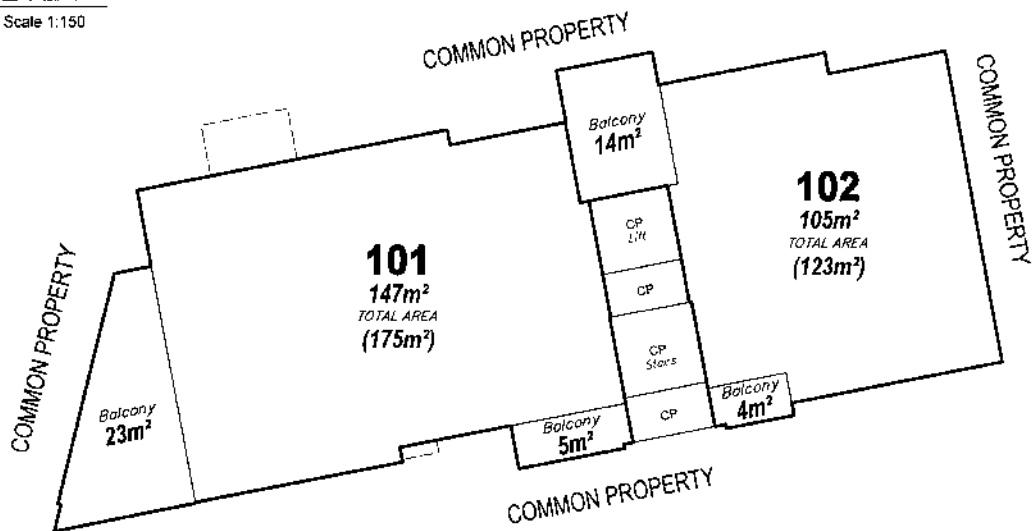 Scale 1:150
COMMON PROPERTY
COMMON PROPERTY
Balcony
14m²
102
105m²
TOTAL AREA
(123m²)
CP
Lift
101
147m²
TOTAL AREA
(175m²)
CP
COMMON PROPERTY
CP
Stairs
Balcony
23m²
Balcony
5m²
CP
Balcony
4m²
COMMON PROPERTY